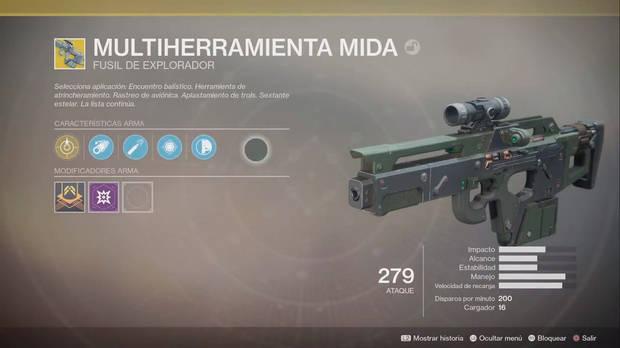 MULTIHERRAMIENTA MIDA
FUSIL DE EXPLORADOR
Selecciona aplicación: Encuentro balístico. Herramienta de
atrincheramiento. Rastreo de aviónica. Aplastamiento de trols. Sextante
estelar. La lista continúa.
CARACTERÍSTICAS ARMA
MODIFICADORES ARMA
279
ATAQUE
Impacto
Alcance
Estabilidad
Manejo
Velocidad de recarga
Disparos por minuto 200
Cargador 16
L2 Mostrar historia Ocultar menú Bloquear Salir